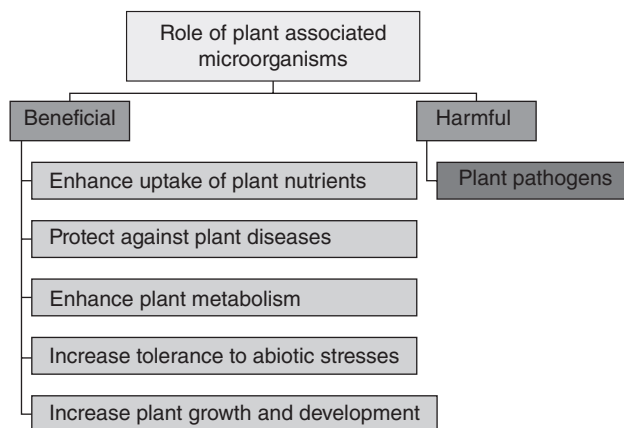 Role of plant associated
microorganisms
Beneficial
Harmful
Enhance uptake of plant nutrients
Plant pathogens
Protect against plant diseases
Enhance plant metabolism
Increase tolerance to abiotic stresses
Increase plant growth and development